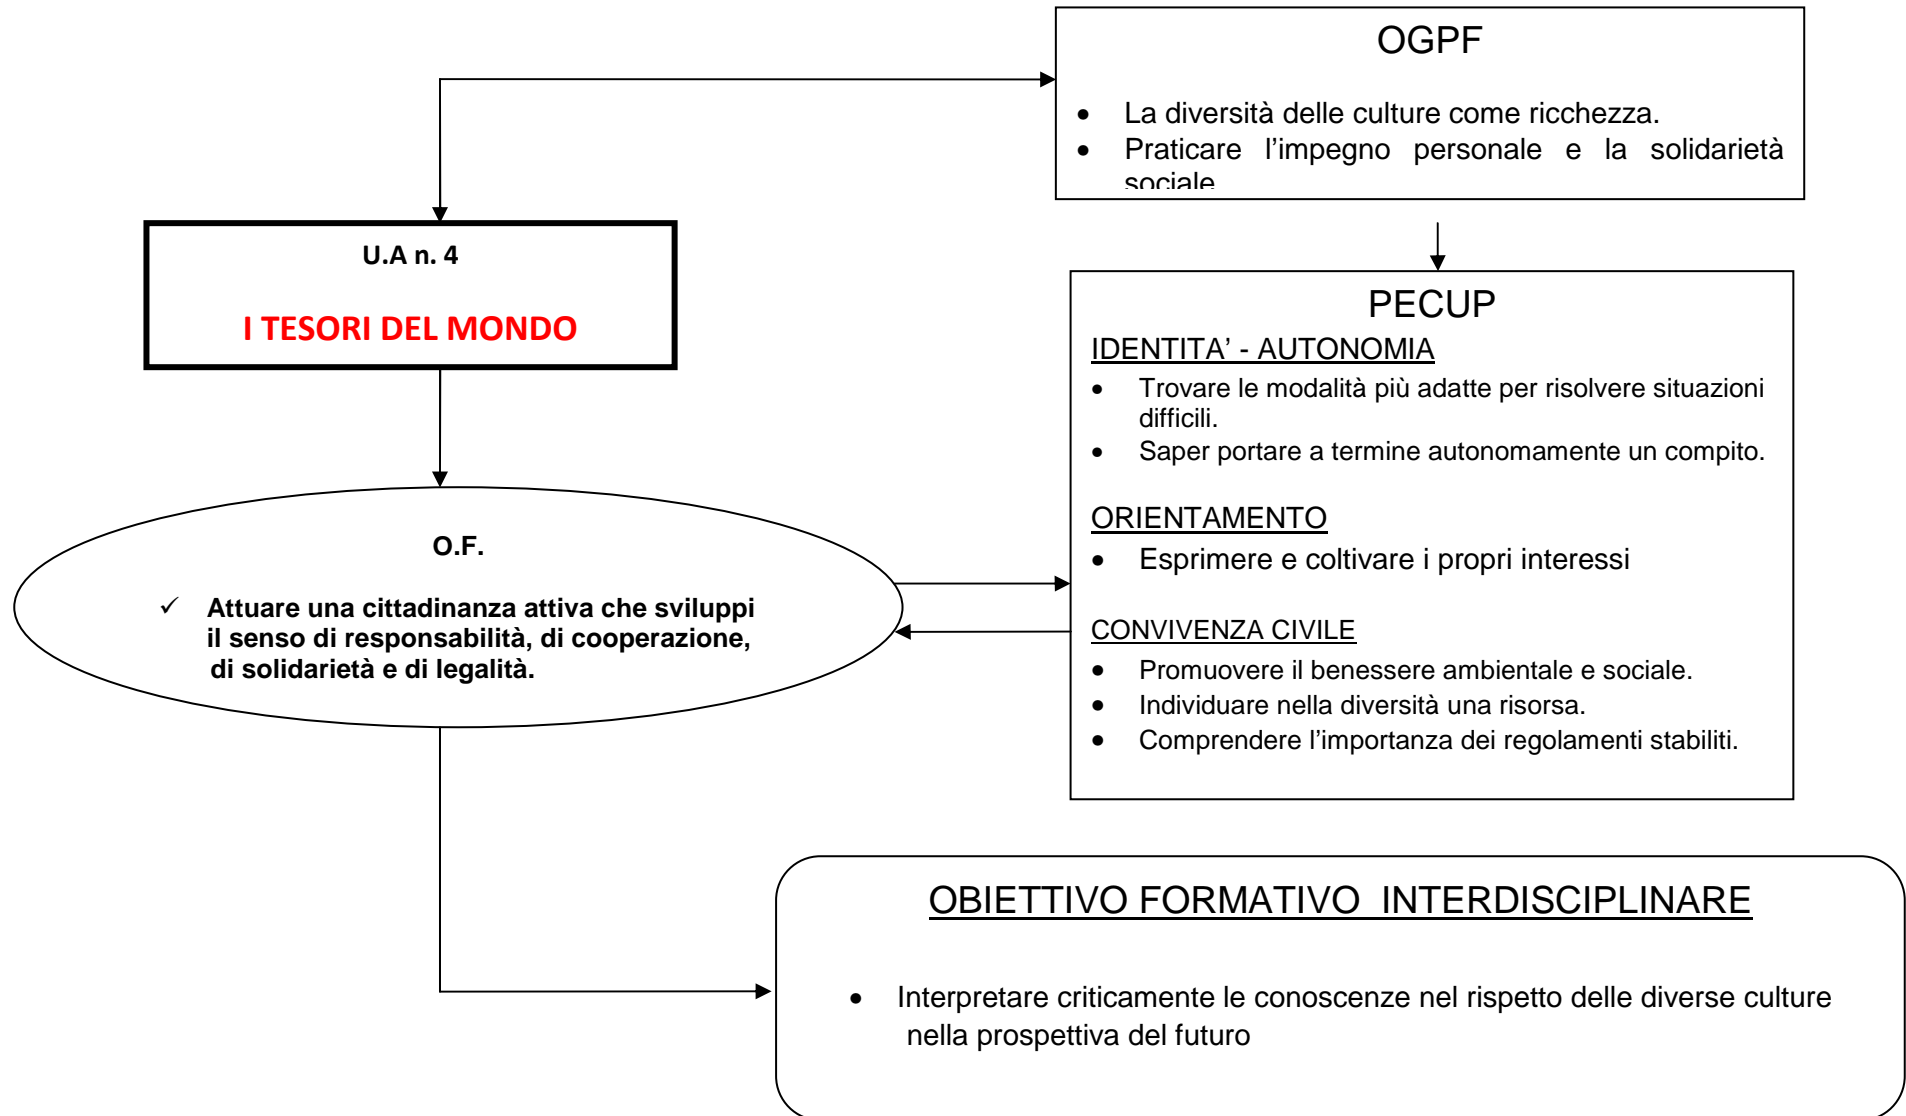 OGPF
• La diversità delle culture come ricchezza.
• Praticare l’impegno personale e la solidarietà
sociale
U.A n. 4
I TESORI DEL MONDO
PECUP
IDENTITA’ - AUTONOMIA
• Trovare le modalità più adatte per risolvere situazioni
difficili.
• Saper portare a termine autonomamente un compito.
ORIENTAMENTO
• Esprimere e coltivare i propri interessi
CONVIVENZA CIVILE
• Promuovere il benessere ambientale e sociale.
• Individuare nella diversità una risorsa.
• Comprendere l’importanza dei regolamenti stabiliti.
O.F.
✓ Attuare una cittadinanza attiva che sviluppi
il senso di responsabilità, di cooperazione,
di solidarietà e di legalità.
OBIETTIVO FORMATIVO INTERDISCIPLINARE
• Interpretare criticamente le conoscenze nel rispetto delle diverse culture
nella prospettiva del futuro